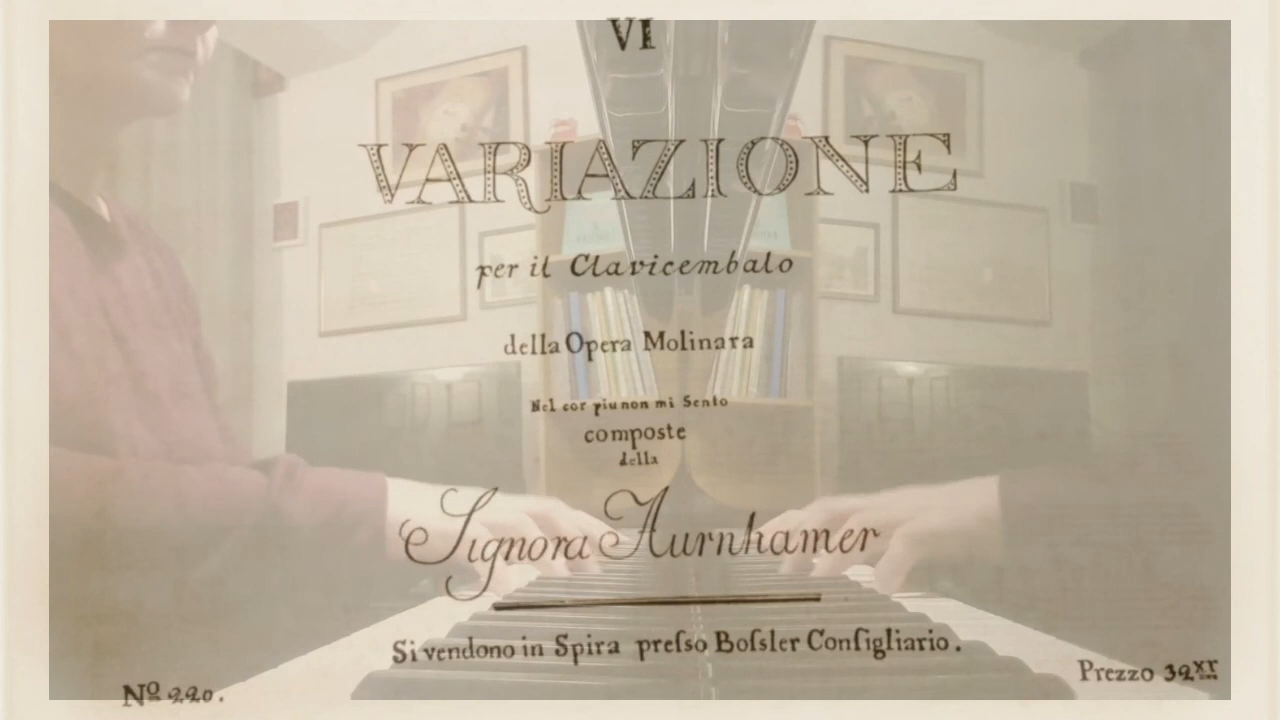 VI
VARIAZIONE
per il Clavicembalo
della Opera Molinara
Nel cor piu non mi Sento
composte
della
Signora Aurnhamer
Si vendono in Spira preſso Boſsler Conſigliario.
Prezzo 32 xr
Nº 220.